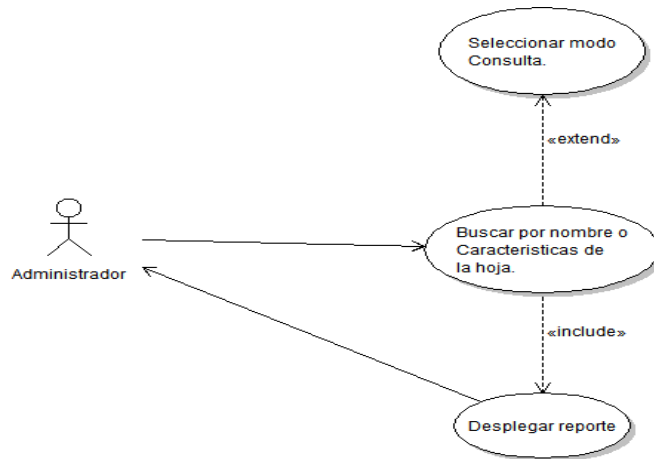 Seleccionar modo
Consulta.
«extend»
Buscar por nombre o
Caracteristicas de
la hoja.
Administrador
«include»
Desplegar reporte